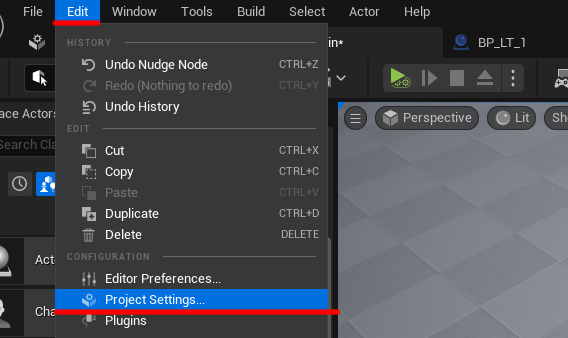 File Edit Window Tools Build Select Actor Help
in* BP_LT_1
HISTORY
Undo Nudge Node CTRL+Z
Redo (Nothing to redo) CTRL+Y
Undo History
EDIT
Cut CTRL+X
Copy CTRL+C
Paste CTRL+V
Duplicate CTRL+D
Delete DELETE
CONFIGURATION
Editor Preferences...
Project Settings...
Plugins
ace Actors
Search Cla
Acto
Cha
Perspective Lit Sho